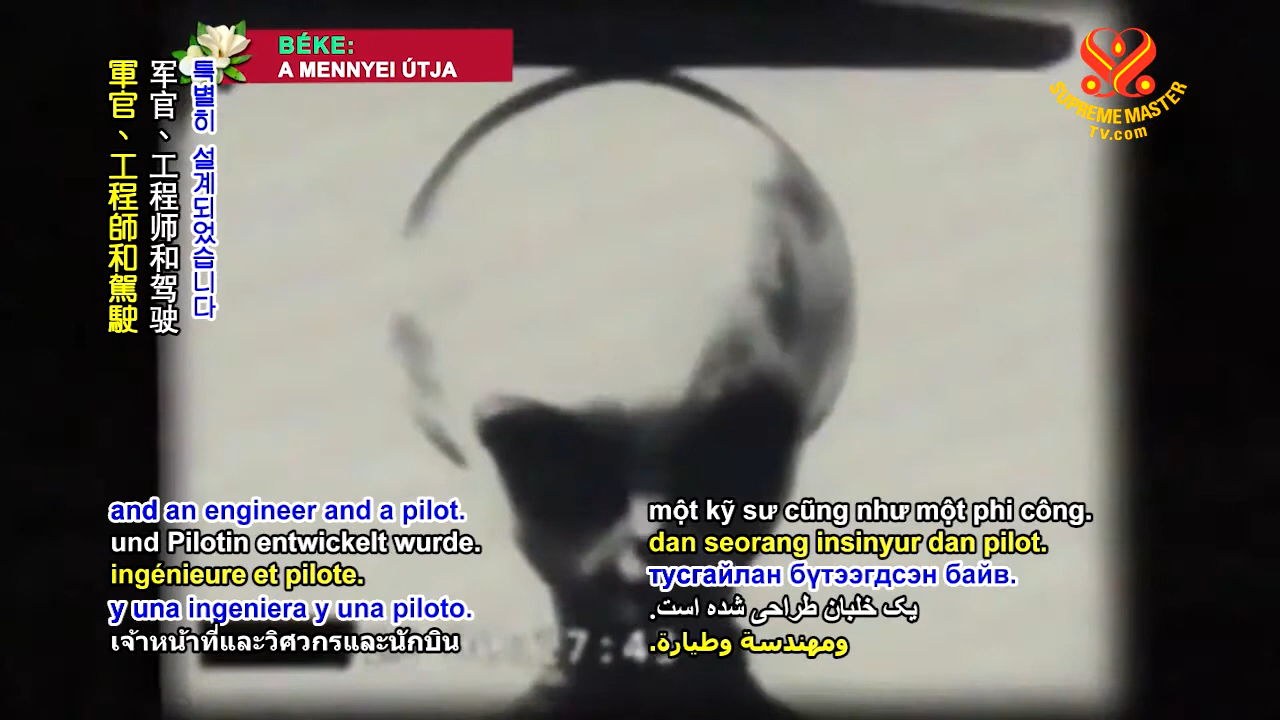 BÉKE:
A MENNYEI ÚTJA
SUPREME MASTER
TV.com
특별히 설계되었습니다
军官、工程师和驾驶
軍官、工程師和駕駛
and an engineer and a pilot.
und Pilotin entwickelt wurde.
ingénieure et pilote.
y una ingeniera y una piloto.
เจ้าหน้าที่และวิศวกรและนักบิน
một kỹ sư cũng như một phi công.
dan seorang insinyur dan pilot.
тусгайлан бүтээгдсэн байв.
یک خلبان طراحی شده است.
ومهندسة وطيارة.